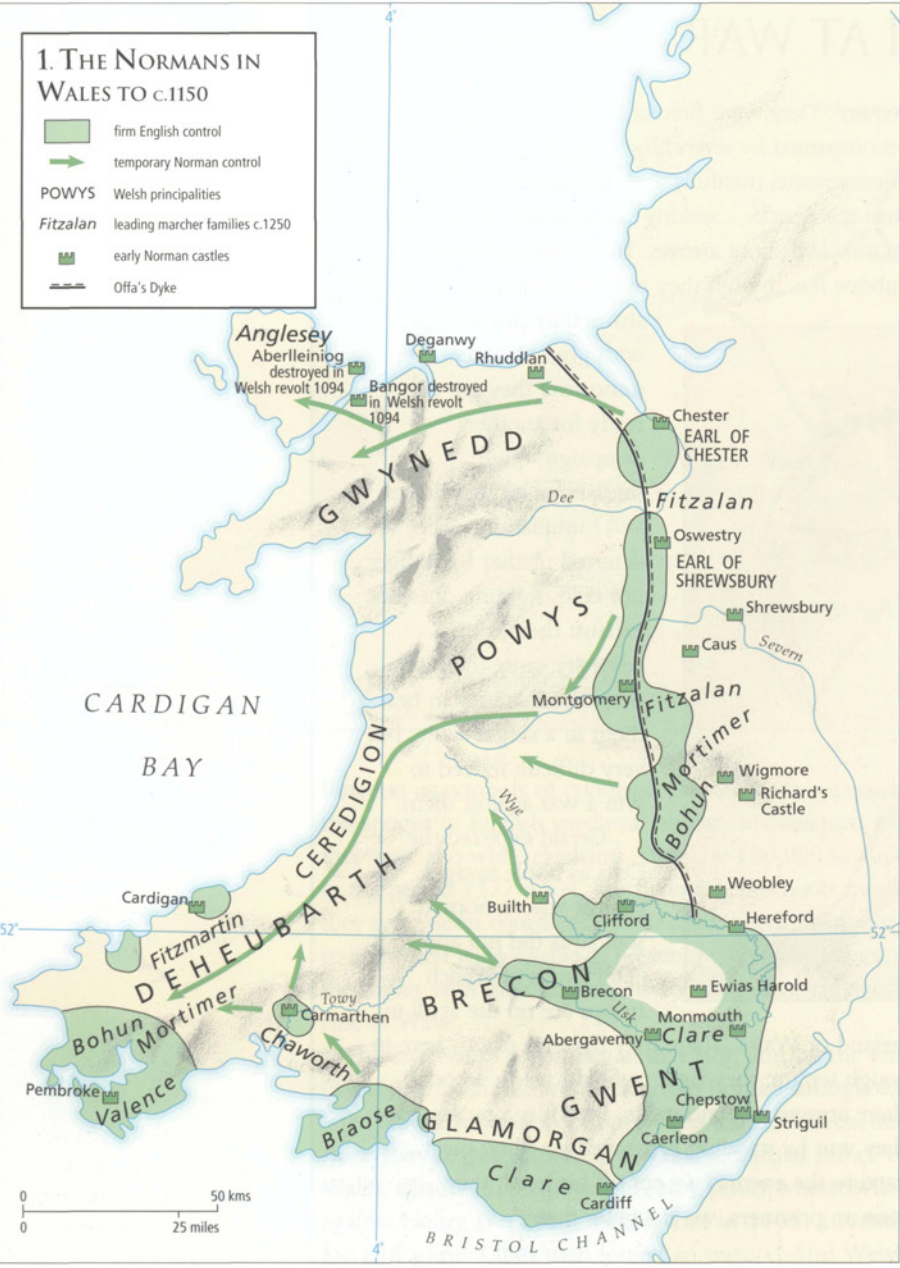 1. THE NORMANS IN
WALES TO C.1150
firm English control
temporary Norman control
POWYS Welsh principalities
Fitzalan leading marcher families c.1250
early Norman castles
Offa's Dyke
4°
Anglesey
Aberlleiniog
destroyed in
Welsh revolt 1094
Bangor destroyed
in Welsh revolt
1094
Deganwy
Rhuddlan
Chester
EARL OF
CHESTER
GWYNEDD
Dee
Fitzalan
Oswestry
EARL OF
SHREWSBURY
Shrewsbury
Severn
Caus
POWYS
Montgomery
Fitzalan
CARDIGAN
BAY
Mortimer
Wigmore
Richard's
Castle
Bohun
CEREDIGION
Wye
Weobley
Cardigan
Builth
Clifford
Hereford
52°
52°
Fitzmartin
DEHEUBARTH
BRECON
Brecon
Ewias Harold
Usk
Monmouth
Mortimer
Towy
Carmarthen
Abergavenny
Clare
Bohun
Chaworth
GWENT
Pembroke
Valence
Chepstow
Striguil
Braose
GLAMORGAN
Caerleon
Clare
Cardiff
0 50 kms
0 25 miles
4°
BRISTOL CHANNEL